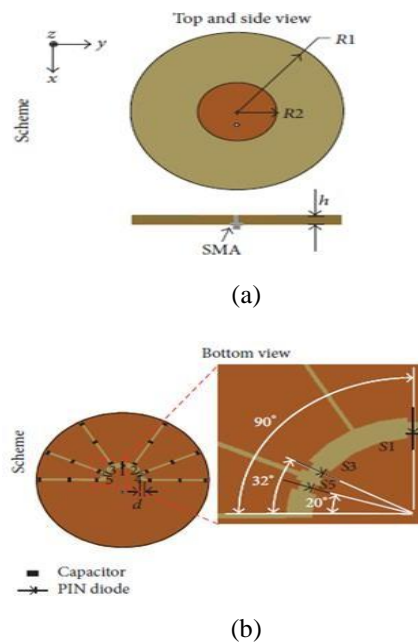 Top and side view
z
y
x
R1
R2
Scheme
h
SMA
(a)
Bottom view
Scheme
90°
S1
S3
32°
S5
20°
d
Capacitor
PIN diode
(b)